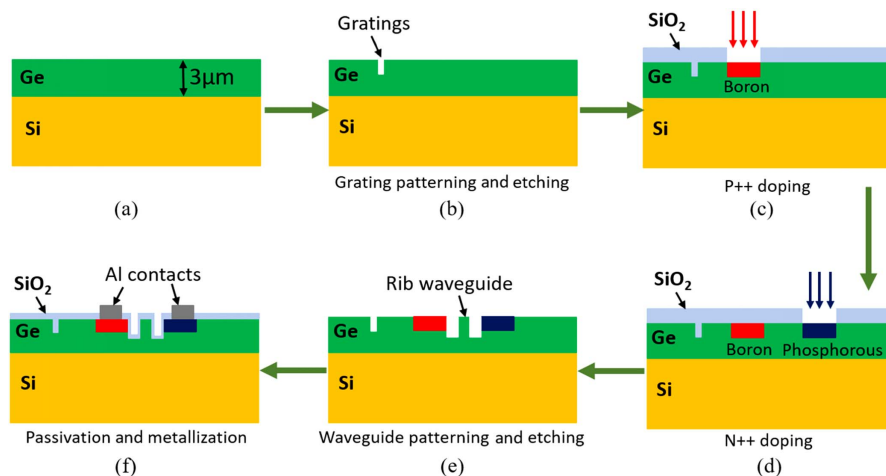 Ge
3µm
Si
(a)
Gratings
Ge
Si
Grating patterning and etching
(b)
SiO₂
Ge
Boron
Si
P++ doping
(c)
SiO₂
Ge
Boron
Phosphorous
Si
N++ doping
(d)
Rib waveguide
Ge
Si
Waveguide patterning and etching
(e)
Al contacts
SiO₂
Ge
Si
Passivation and metallization
(f)